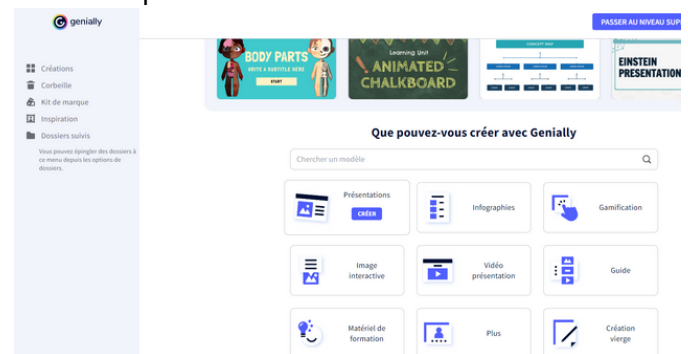 genially
PASSER AU NIVEAU SUP
Créations
Corbeille
Kit de marque
Inspiration
Dossiers suivis
Vous pouvez épingler des dossiers à
ce menu depuis les options de
dossiers.
BODY PARTS
WRITE A SUBTITLE HERE
START
Learning Unit
ANIMATED
CHALKBOARD
CONCEPT MAP
EINSTEIN
PRESENTATION
Que pouvez-vous créer avec Genially
Chercher un modèle
Présentations
CRÉER
Infographies
Gamification
Image
interactive
Vidéo
présentation
Guide
Matériel de
formation
Plus
Création
vierge